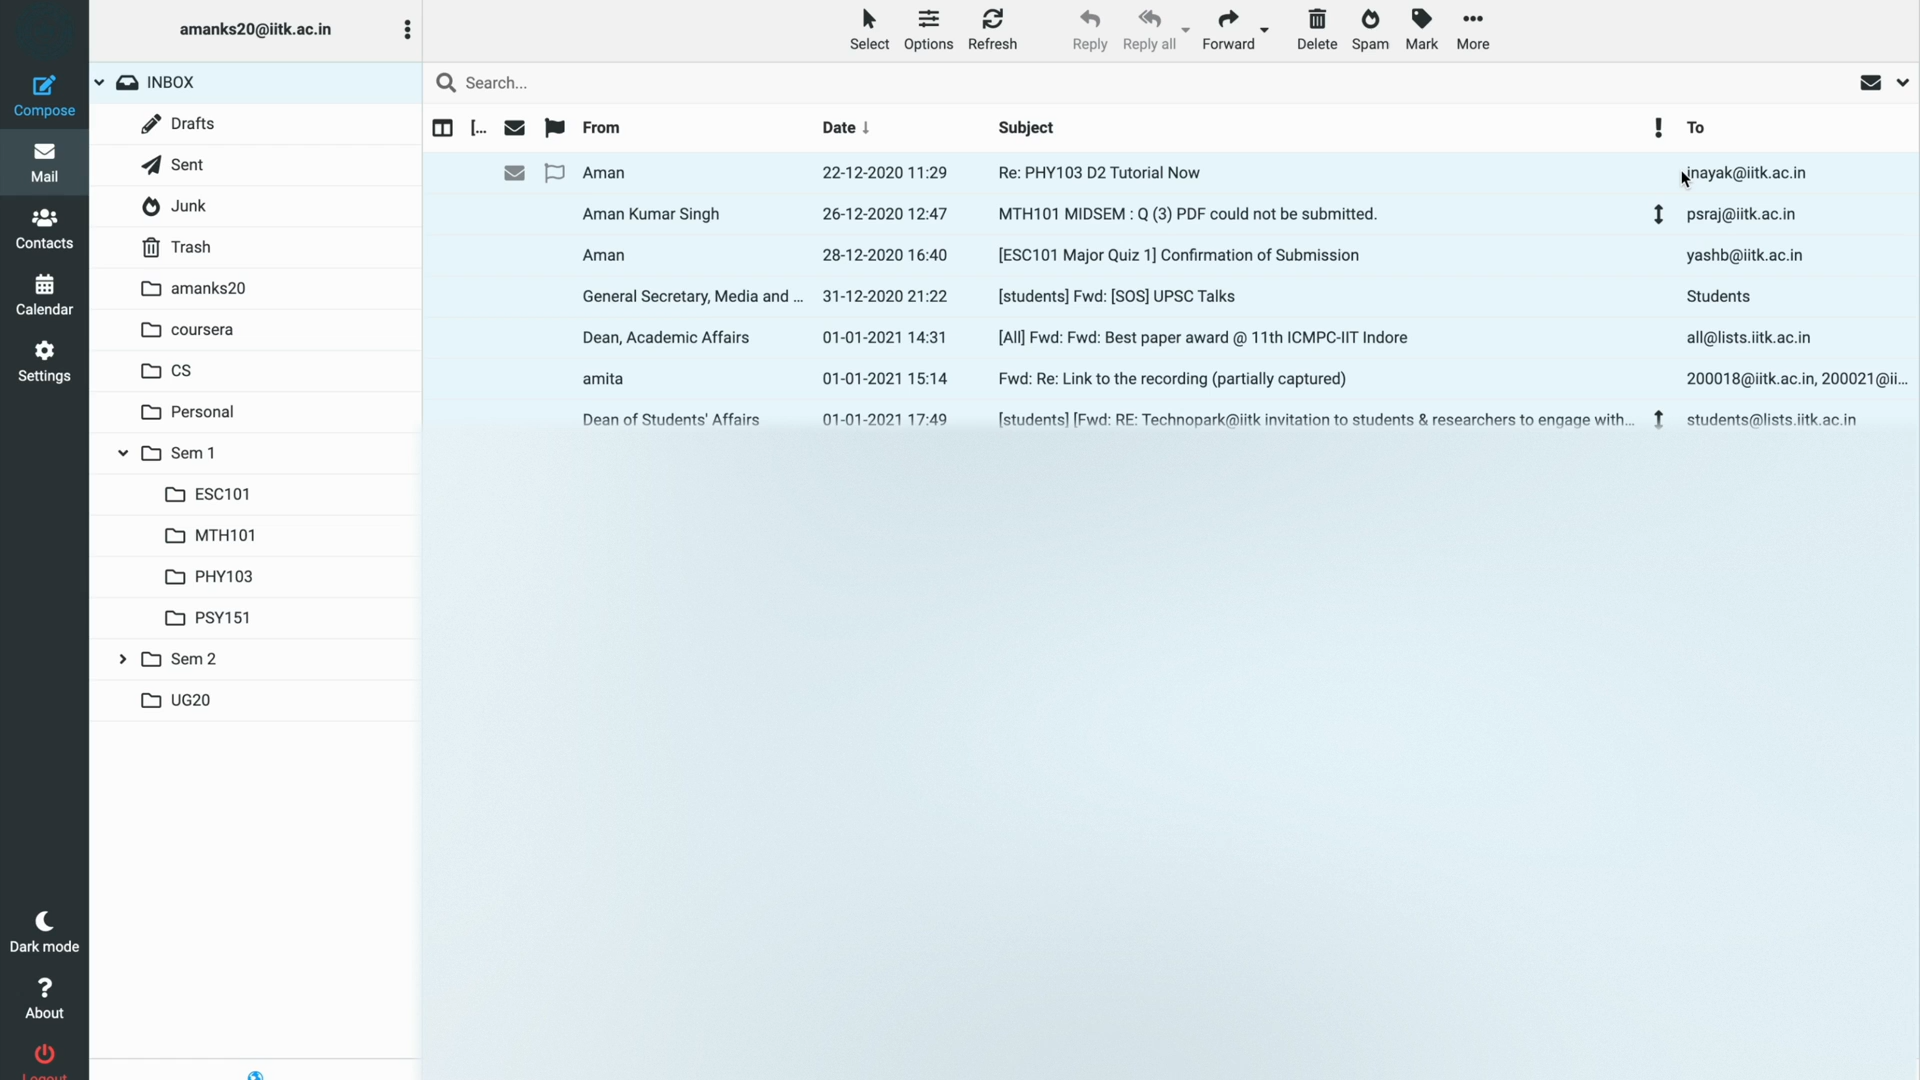 amanks20@iitk.ac.in
Select Options Refresh Reply Reply all Forward Delete Spam Mark More
Compose
Mail
Contacts
Calendar
Settings
Dark mode
About
Logout
INBOX
Drafts
Sent
Junk
Trash
amanks20
coursera
CS
Personal
Sem 1
ESC101
MTH101
PHY103
PSY151
Sem 2
UG20
Search...
[... From Date ↓ Subject ! To
Aman 22-12-2020 11:29 Re: PHY103 D2 Tutorial Now nayak@iitk.ac.in
Aman Kumar Singh 26-12-2020 12:47 MTH101 MIDSEM : Q (3) PDF could not be submitted. psraj@iitk.ac.in
Aman 28-12-2020 16:40 [ESC101 Major Quiz 1] Confirmation of Submission yashb@iitk.ac.in
General Secretary, Media and ... 31-12-2020 21:22 [students] Fwd: [SOS] UPSC Talks Students
Dean, Academic Affairs 01-01-2021 14:31 [All] Fwd: Fwd: Best paper award @ 11th ICMPC-IIT Indore all@lists.iitk.ac.in
amita 01-01-2021 15:14 Fwd: Re: Link to the recording (partially captured) 200018@iitk.ac.in, 200021@ii...
Dean of Students' Affairs 01-01-2021 17:49 [students] [Fwd: RE: Technopark@iitk invitation to students & researchers to engage with... students@lists.iitk.ac.in